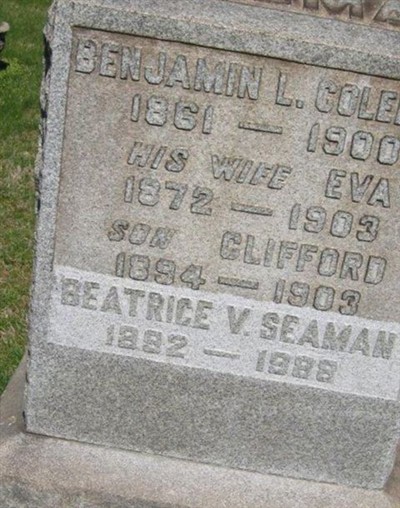 BENJAMIN L. COLE
1861 — 1900
HIS WIFE EVA
1872 — 1903
SON CLIFFORD
1894 — 1903
BEATRICE V. SEAMAN
1892 — 1988